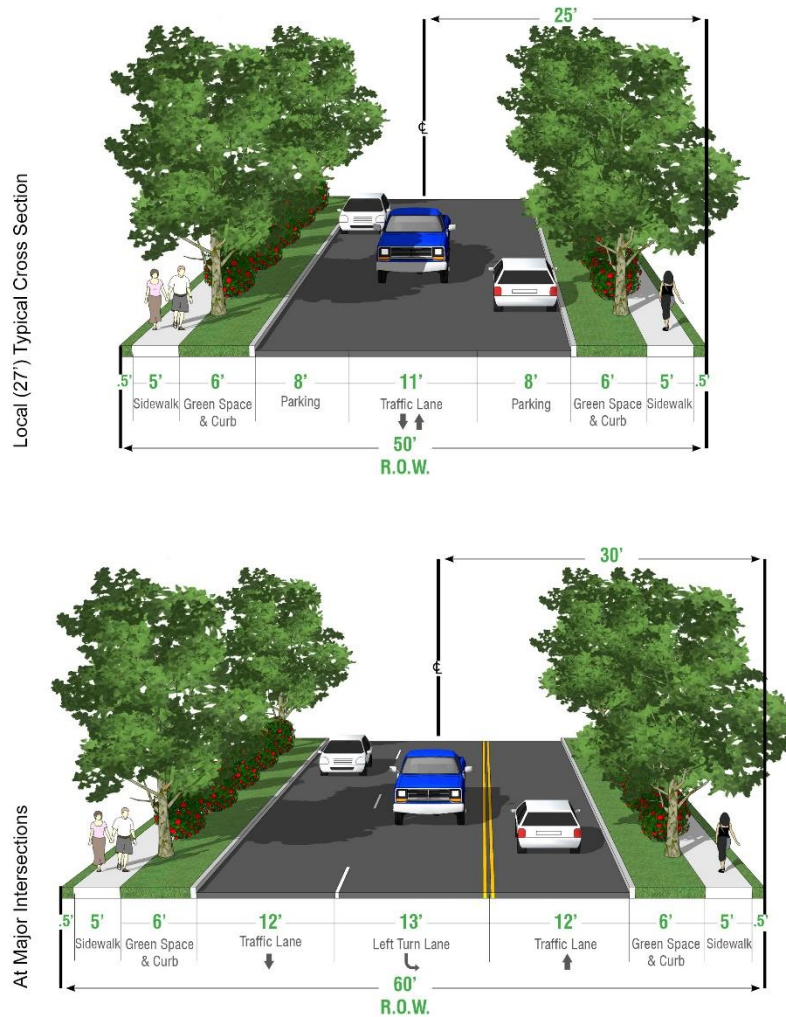 Local (27') Typical Cross Section
25'
℄
.5' 5' 6' 8' 11' 8' 6' 5' .5'
Sidewalk Green Space Parking Traffic Lane Parking Green Space Sidewalk
& Curb & Curb
50'
R.O.W.
At Major Intersections
30'
℄
.5' 5' 6' 12' 13' 12' 6' 5' .5'
Sidewalk Green Space Traffic Lane Left Turn Lane Traffic Lane Green Space Sidewalk
& Curb & Curb
60'
R.O.W.